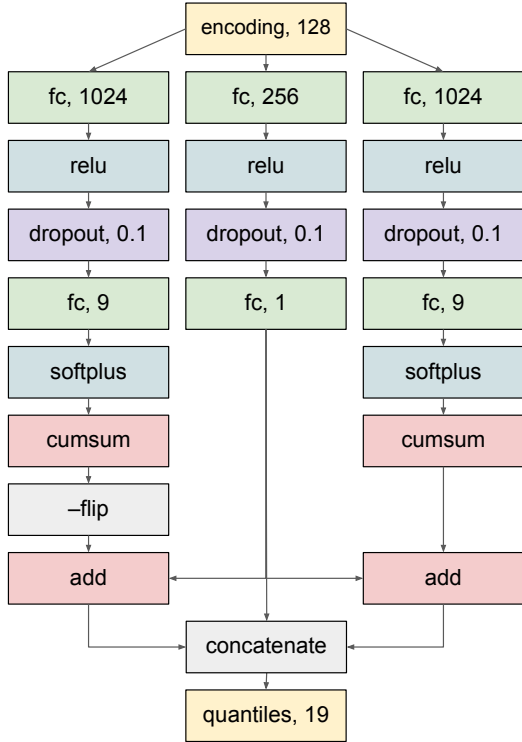 encoding, 128
fc, 1024
fc, 256
fc, 1024
relu
relu
relu
dropout, 0.1
dropout, 0.1
dropout, 0.1
fc, 9
fc, 1
fc, 9
softplus
softplus
cumsum
cumsum
–flip
add
add
concatenate
quantiles, 19